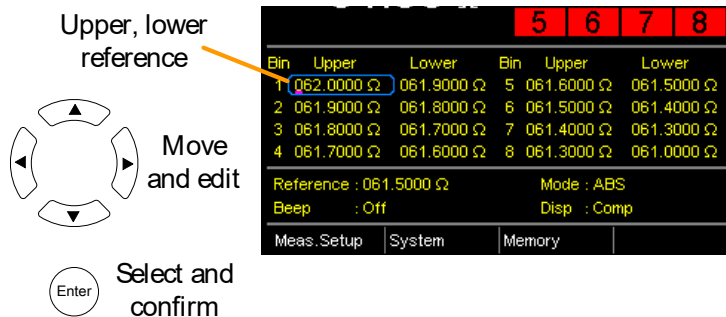 Upper, lower
reference
5 6 7 8
Bin Upper Lower Bin Upper Lower
1 062.0000 Ω 061.9000 Ω 5 061.6000 Ω 061.5000 Ω
2 061.9000 Ω 061.8000 Ω 6 061.5000 Ω 061.4000 Ω
3 061.8000 Ω 061.7000 Ω 7 061.4000 Ω 061.3000 Ω
4 061.7000 Ω 061.6000 Ω 8 061.3000 Ω 061.0000 Ω
Move
and edit
Reference : 061.5000 Ω Mode : ABS
Beep : Off Disp : Comp
Meas.Setup System Memory
Enter
Select and
confirm